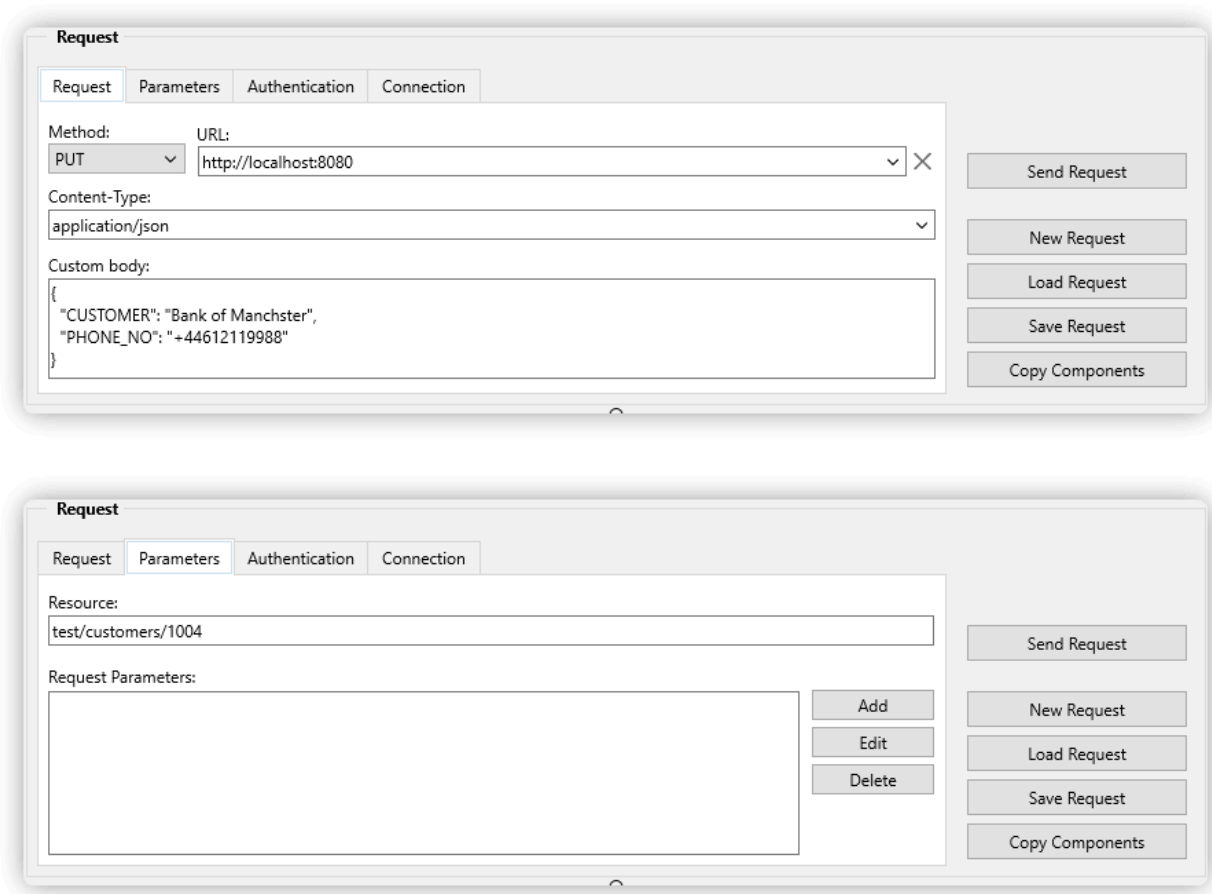 Request
Request Parameters Authentication Connection
Method: URL:
PUT http://localhost:8080
Send Request
Content-Type:
application/json
New Request
Custom body:
{
"CUSTOMER": "Bank of Manchster",
"PHONE_NO": "+44612119988"
}
Load Request
Save Request
Copy Components
Request
Request Parameters Authentication Connection
Resource:
test/customers/1004
Send Request
Request Parameters:
Add
Edit
Delete
New Request
Load Request
Save Request
Copy Components